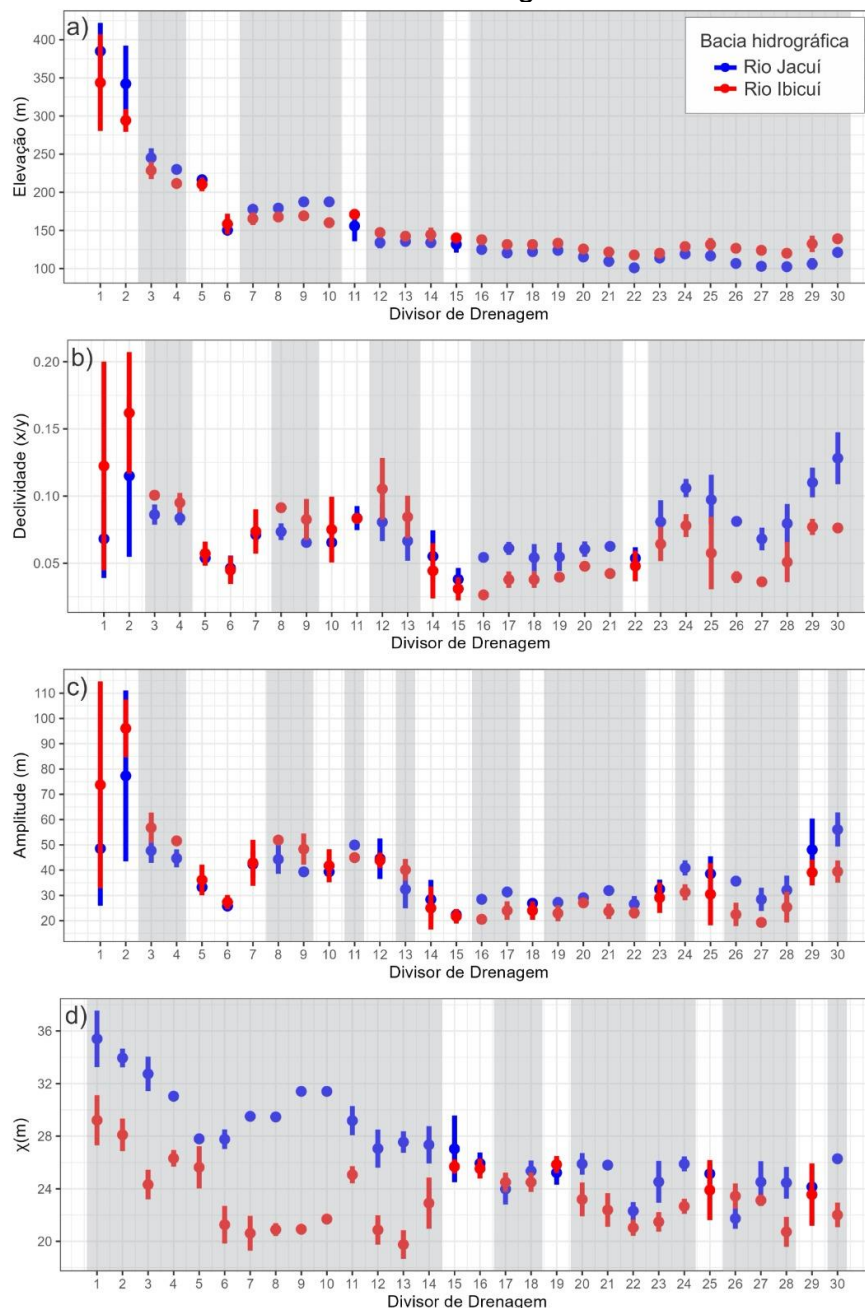 a)
Elevação (m)
400
350
300
250
200
150
100
Bacia hidrográfica
Rio Jacuí
Rio Ibicuí
1 2 3 4 5 6 7 8 9 10 11 12 13 14 15 16 17 18 19 20 21 22 23 24 25 26 27 28 29 30
Divisor de Drenagem
b)
Declividade (x/y)
0.20
0.15
0.10
0.05
1 2 3 4 5 6 7 8 9 10 11 12 13 14 15 16 17 18 19 20 21 22 23 24 25 26 27 28 29 30
Divisor de Drenagem
c)
Amplitude (m)
110
100
90
80
70
60
50
40
30
20
1 2 3 4 5 6 7 8 9 10 11 12 13 14 15 16 17 18 19 20 21 22 23 24 25 26 27 28 29 30
Divisor de Drenagem
d)
χ(m)
36
32
28
24
20
1 2 3 4 5 6 7 8 9 10 11 12 13 14 15 16 17 18 19 20 21 22 23 24 25 26 27 28 29 30
Divisor de Drenagem